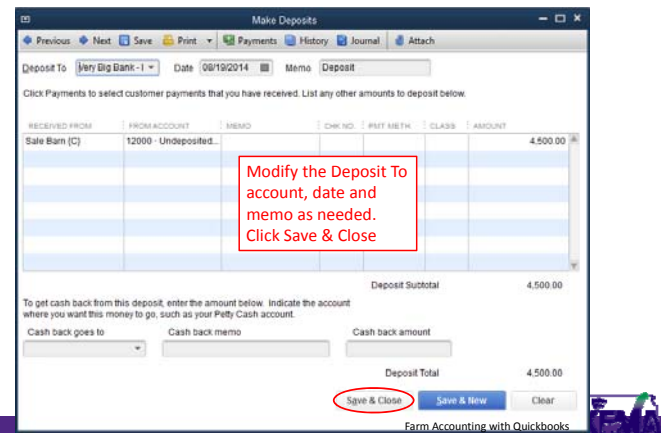 Make Deposits
Previous Next Save Print Payments History Journal Attach
Deposit To Very Big Bank - I Date 08/19/2014 Memo Deposit
Click Payments to select customer payments that you have received. List any other amounts to deposit below.
RECEIVED FROM FROM ACCOUNT MEMO CHK NO. PMT METH. CLASS AMOUNT
Sale Barn {C} 12000 · Undeposited... 4,500.00
Modify the Deposit To
account, date and
memo as needed.
Click Save & Close
Deposit Subtotal 4,500.00
To get cash back from this deposit, enter the amount below. Indicate the account
where you want this money to go, such as your Petty Cash account.
Cash back goes to Cash back memo Cash back amount
Deposit Total 4,500.00
Save & Close Save & New Clear
Farm Accounting with Quickbooks